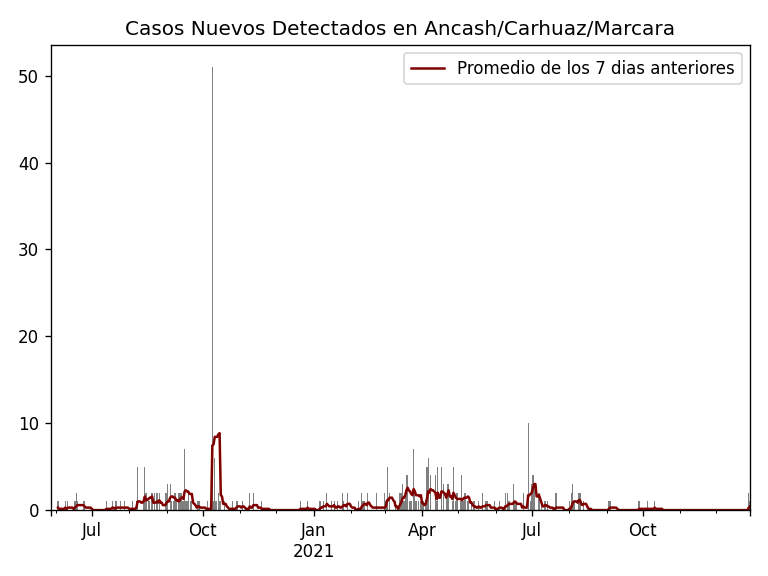 Casos Nuevos Detectados en Ancash/Carhuaz/Marcara
Promedio de los 7 dias anteriores
50
40
30
20
10
0
Jul Oct Jan Apr Jul Oct
2021